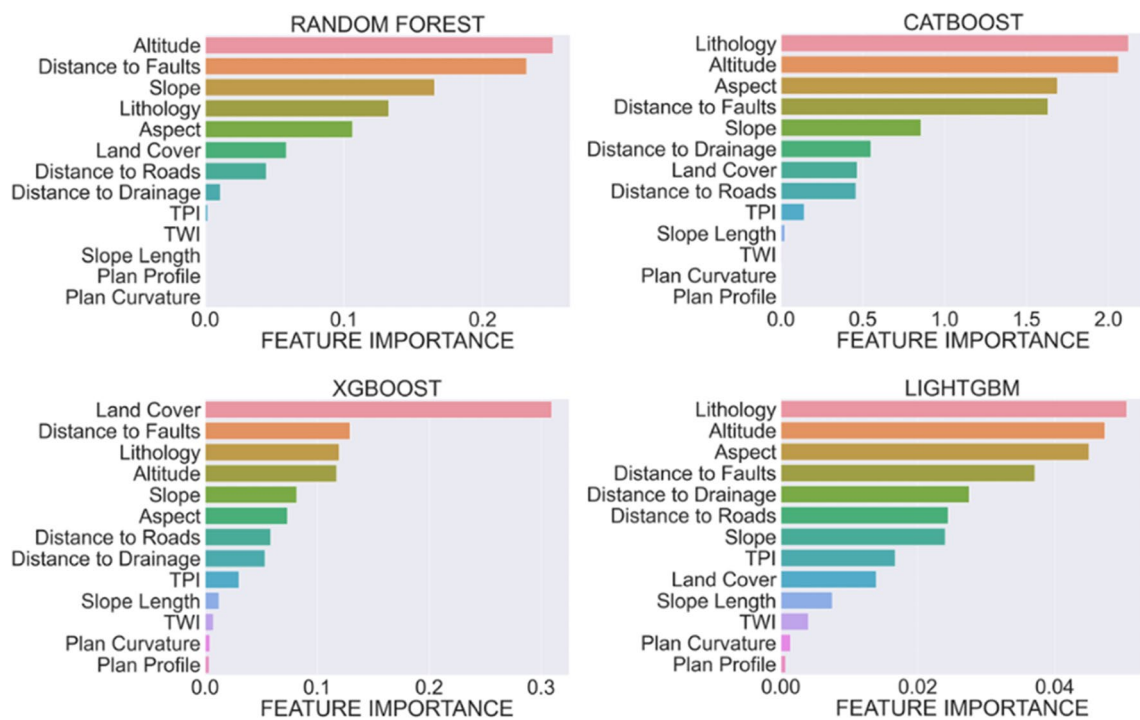 RANDOM FOREST
Altitude
Distance to Faults
Slope
Lithology
Aspect
Land Cover
Distance to Roads
Distance to Drainage
TPI
TWI
Slope Length
Plan Profile
Plan Curvature
0.0 0.1 0.2
FEATURE IMPORTANCE
CATBOOST
Lithology
Altitude
Aspect
Distance to Faults
Slope
Distance to Drainage
Land Cover
Distance to Roads
TPI
Slope Length
TWI
Plan Curvature
Plan Profile
0.0 0.5 1.0 1.5 2.0
FEATURE IMPORTANCE
XGBOOST
Land Cover
Distance to Faults
Lithology
Altitude
Slope
Aspect
Distance to Roads
Distance to Drainage
TPI
Slope Length
TWI
Plan Curvature
Plan Profile
0.0 0.1 0.2 0.3
FEATURE IMPORTANCE
LIGHTGBM
Lithology
Altitude
Aspect
Distance to Faults
Distance to Drainage
Distance to Roads
Slope
TPI
Land Cover
Slope Length
TWI
Plan Curvature
Plan Profile
0.00 0.02 0.04
FEATURE IMPORTANCE